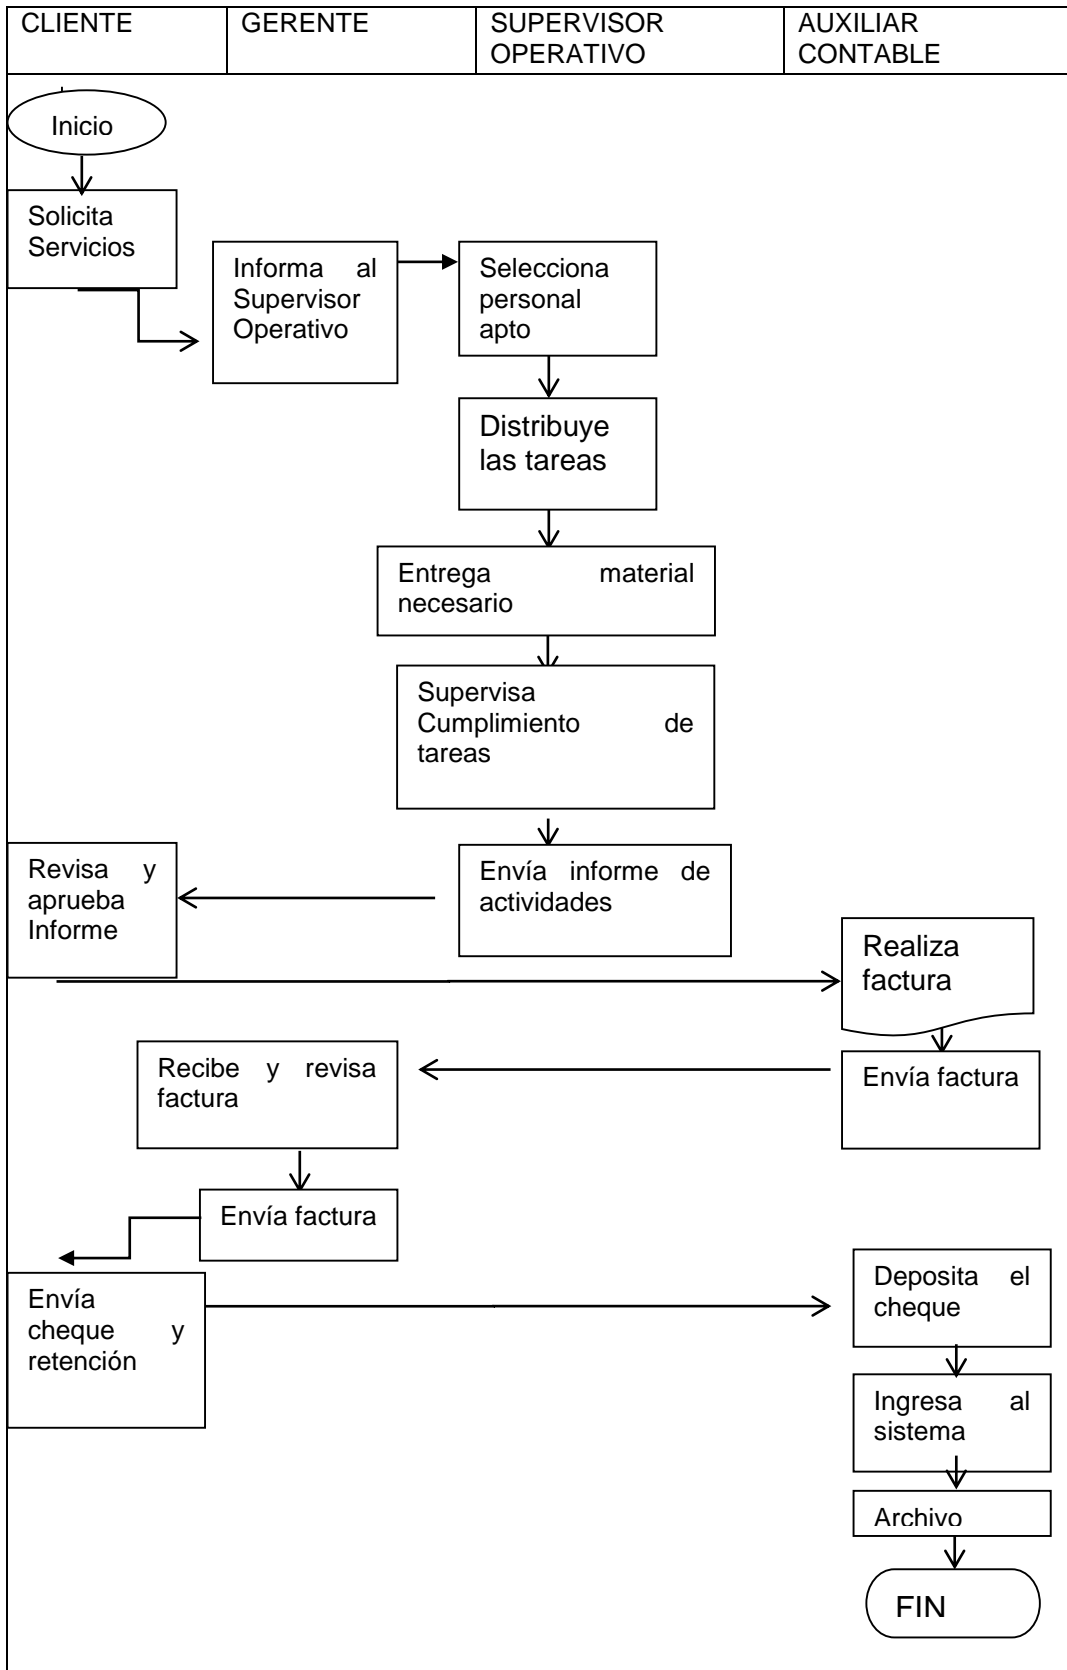 CLIENTE
GERENTE
SUPERVISOR
OPERATIVO
AUXILIAR
CONTABLE
Inicio
Solicita
Servicios
Informa al
Supervisor
Operativo
Selecciona
personal
apto
Distribuye
las tareas
Entrega material
necesario
Supervisa
Cumplimiento de
tareas
Envía informe de
actividades
Revisa y
aprueba
Informe
Realiza
factura
Envía factura
Recibe y revisa
factura
Envía factura
Envía
cheque y
retención
Deposita el
cheque
Ingresa al
sistema
Archivo
FIN